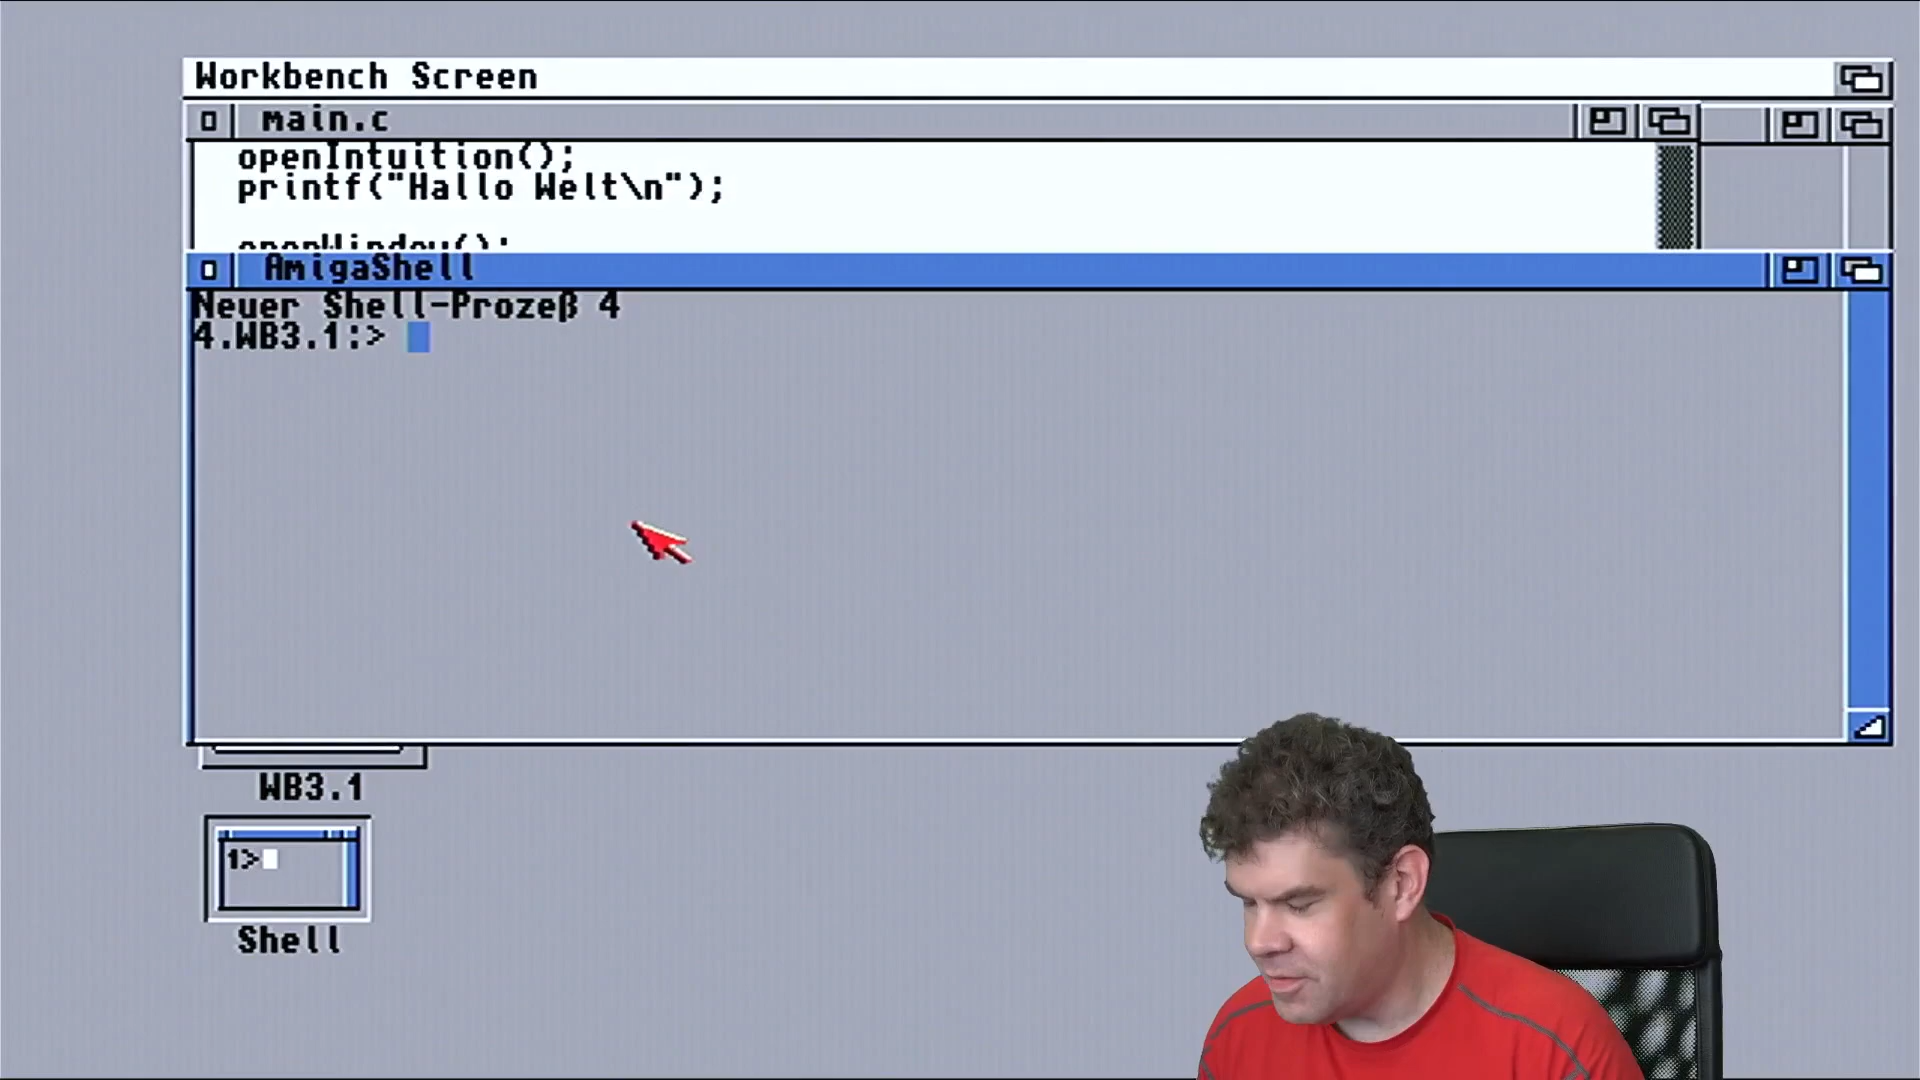 Workbench Screen
main.c
openIntuition();
printf("Hallo Welt\n");
openWindow();
AmigaShell
Neuer Shell-Prozeß 4
4.WB3.1:>
WB3.1
1>
Shell